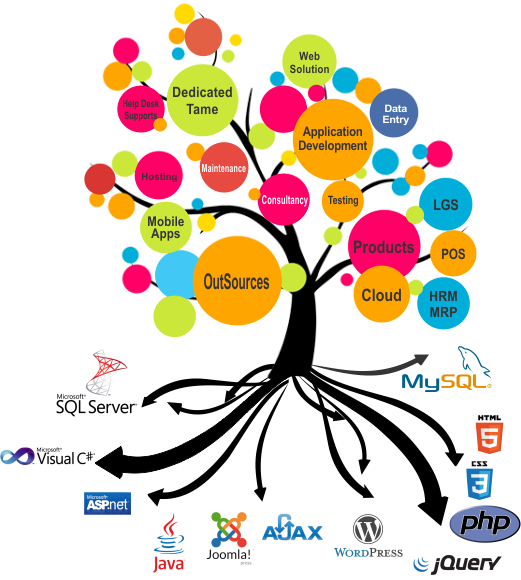 Web
Solution
Dedicated
Tame
Help Desk
Supports
Data
Entry
Application
Development
Maintenance
Hosting
Consultancy
Testing
LGS
Mobile
Apps
Products
POS
OutSources
Cloud
HRM
MRP
Microsoft®
SQL Server®
MySQL®
HTML
5
Microsoft®
Visual C#®
CSS
3
Microsoft®
ASP.net
php
Java
Joomla!
press
AJAX
WORDPRESS
jQuery